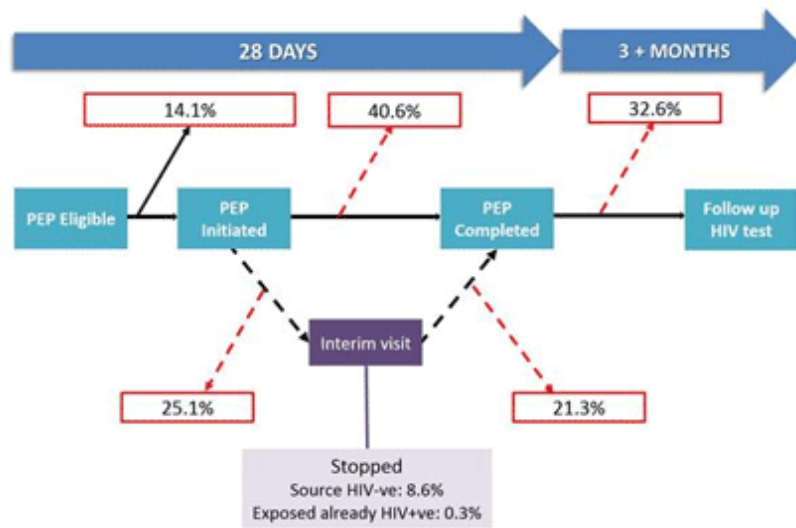 28 DAYS
3 + MONTHS
14.1%
40.6%
32.6%
PEP Eligible
PEP
Initiated
PEP
Completed
Follow up
HIV test
Interim visit
25.1%
21.3%
Stopped
Source HIV-ve: 8.6%
Exposed already HIV+ve: 0.3%